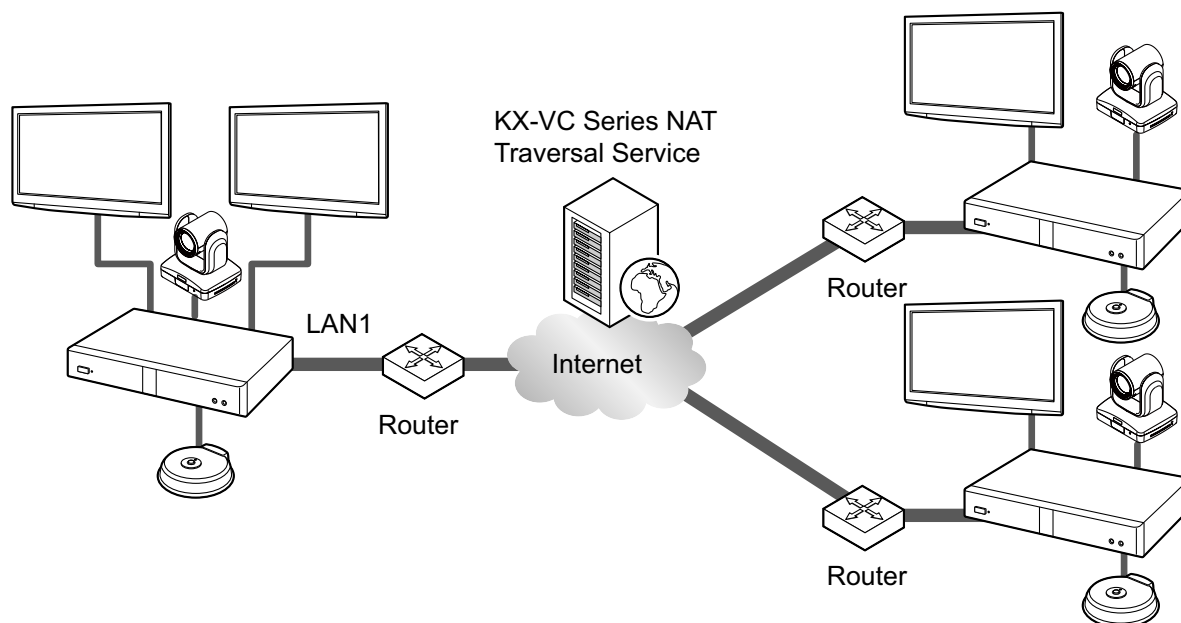 KX-VC Series NAT
Traversal Service
LAN1
Internet
Router
Router
Router